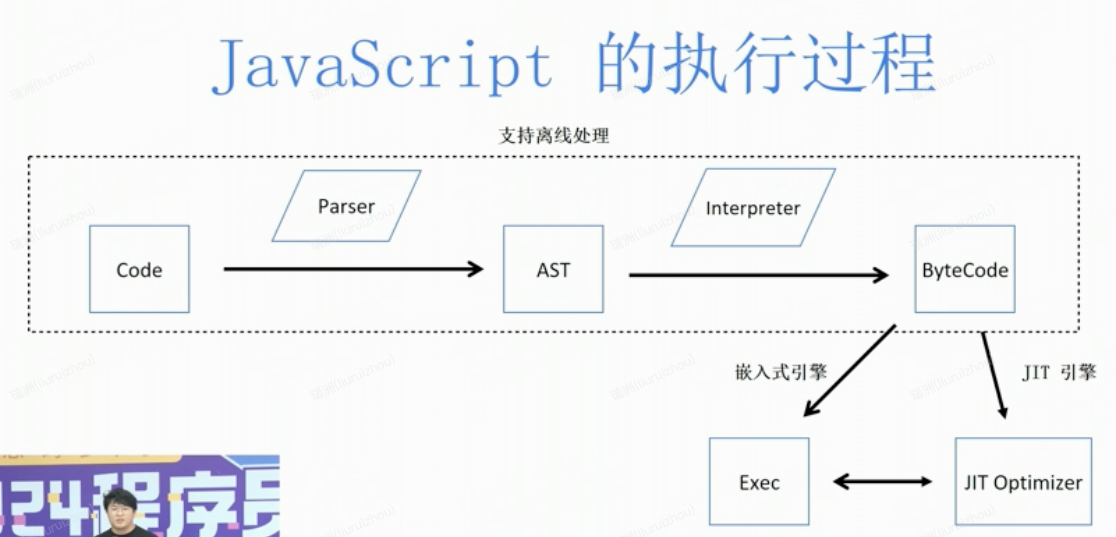 JavaScript 的执行过程
支持离线处理
Parser
Interpreter
Code
AST
ByteCode
嵌入式引擎
JIT 引擎
Exec
JIT Optimizer
024程序员